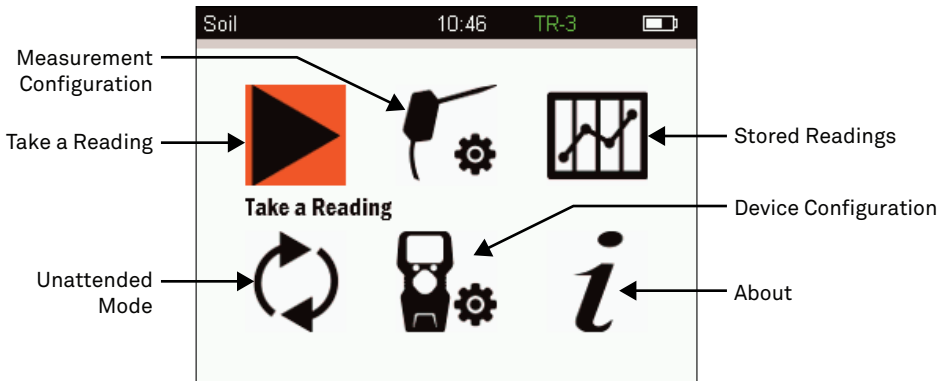 Soil 10:46 TR-3
Measurement
Configuration
Take a Reading
Stored Readings
Take a Reading
Device Configuration
Unattended
Mode
About